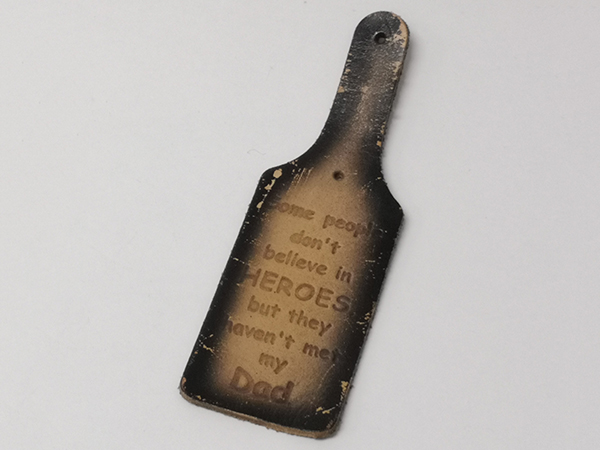 Some people
don't
believe in
HEROES
but they
haven't met
my
Dad